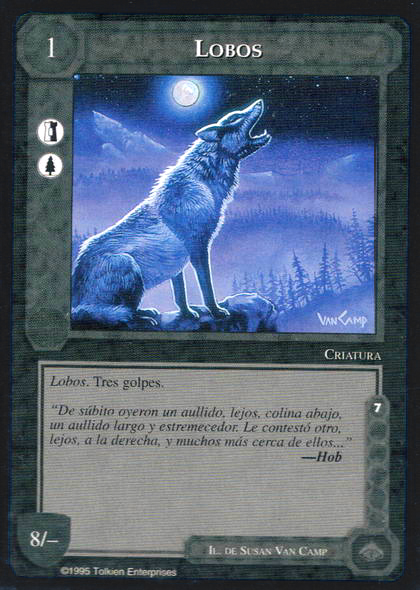 1
LOBOS
VAN CAMP
CRIATURA
Lobos. Tres golpes.
“De súbito oyeron un aullido, lejos, colina abajo,
un aullido largo y estremecedor. Le contestó otro,
lejos, a la derecha, y muchos más cerca de ellos...”
—Hob
7
8/–
IL. DE SUSAN VAN CAMP
©1995 Tolkien Enterprises